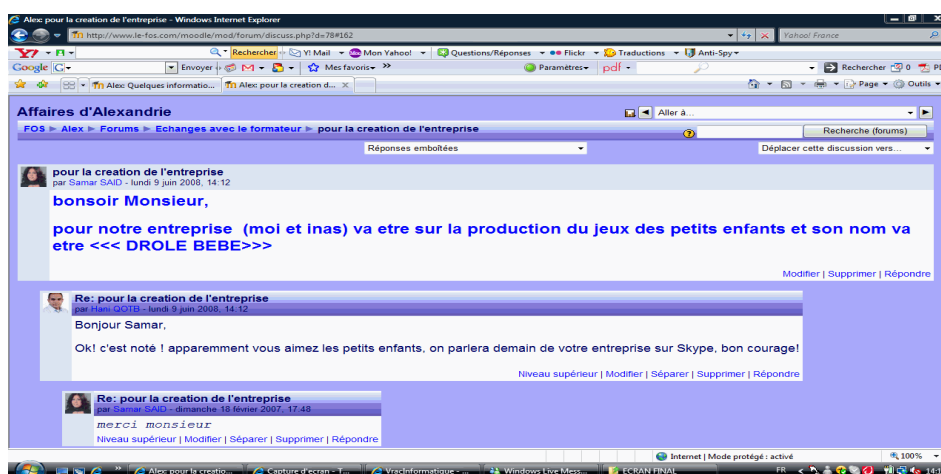 Alex: pour la creation de l'entreprise - Windows Internet Explorer
http://www.le-fos.com/moodle/mod/forum/discuss.php?d=78#162
Yahoo! France
Rechercher Y! Mail Mon Yahoo! Questions/Réponses Flickr Traductions Anti-Spy
Google Envoyer Mes favoris Paramètres pdf Rechercher 0
Alex: Quelques informatio... Alex: pour la creation d... Page Outils
Affaires d'Alexandrie
Aller à...
FOS ► Alex ► Forums ► Echanges avec le formateur ► pour la creation de l'entreprise
Recherche (forums)
Réponses emboîtées
Déplacer cette discussion vers...
pour la creation de l'entreprise
par Samar SAID - lundi 9 juin 2008, 14:12
bonsoir Monsieur,
pour notre entreprise (moi et inas) va etre sur la production du jeux des petits enfants et son nom va
etre <<< DROLE BEBE>>>
Modifier | Supprimer | Répondre
Re: pour la creation de l'entreprise
par Hani QOTB - lundi 9 juin 2008, 14:12
Bonjour Samar,
Ok! c'est noté ! apparemment vous aimez les petits enfants, on parlera demain de votre entreprise sur Skype, bon courage!
Niveau supérieur | Modifier | Séparer | Supprimer | Répondre
Re: pour la creation de l'entreprise
par Samar SAID - dimanche 18 février 2007, 17:48
merci monsieur
Niveau supérieur | Modifier | Séparer | Supprimer | Répondre
Internet | Mode protégé : activé
100%
Alex: pour la creatio... Capture d'ecran - T... VracInformatique - ... Windows Live Mess... ECRAN FINAL FR